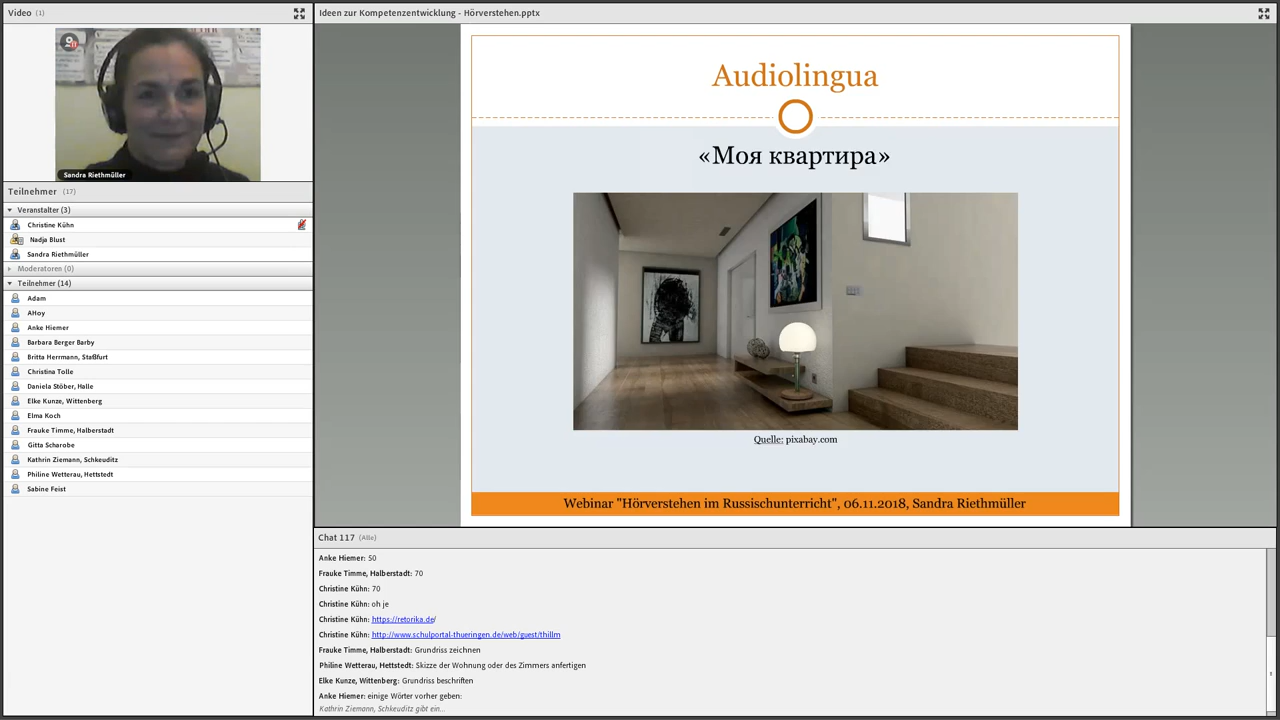 Video (1)
Sandra Riethmüller
Teilnehmer (17)
Veranstalter (3)
Christine Kühn
Nadja Blust
Sandra Riethmüller
Moderatoren (0)
Teilnehmer (14)
Adam
AHoy
Anke Hiemer
Barbara Berger Barby
Britta Herrmann, Staßfurt
Christina Tolle
Daniela Stöber, Halle
Elke Kunze, Wittenberg
Elma Koch
Frauke Timme, Halberstadt
Gitta Scharobe
Kathrin Ziemann, Schkeuditz
Philine Wetterau, Hettstedt
Sabine Feist
Ideen zur Kompetenzentwicklung - Hörverstehen.pptx
Audiolingua
«Моя квартира»
Quelle: pixabay.com
Webinar "Hörverstehen im Russischunterricht", 06.11.2018, Sandra Riethmüller
Chat 117 (Alle)
Anke Hiemer: 50
Frauke Timme, Halberstadt: 70
Christine Kühn: 70
Christine Kühn: oh je
Christine Kühn: https://retorika.de/
Christine Kühn: http://www.schulportal-thueringen.de/web/guest/thillm
Frauke Timme, Halberstadt: Grundriss zeichnen
Philine Wetterau, Hettstedt: Skizze der Wohnung oder des Zimmers anfertigen
Elke Kunze, Wittenberg: Grundriss beschriften
Anke Hiemer: einige Wörter vorher geben:
Kathrin Ziemann, Schkeuditz gibt ein...